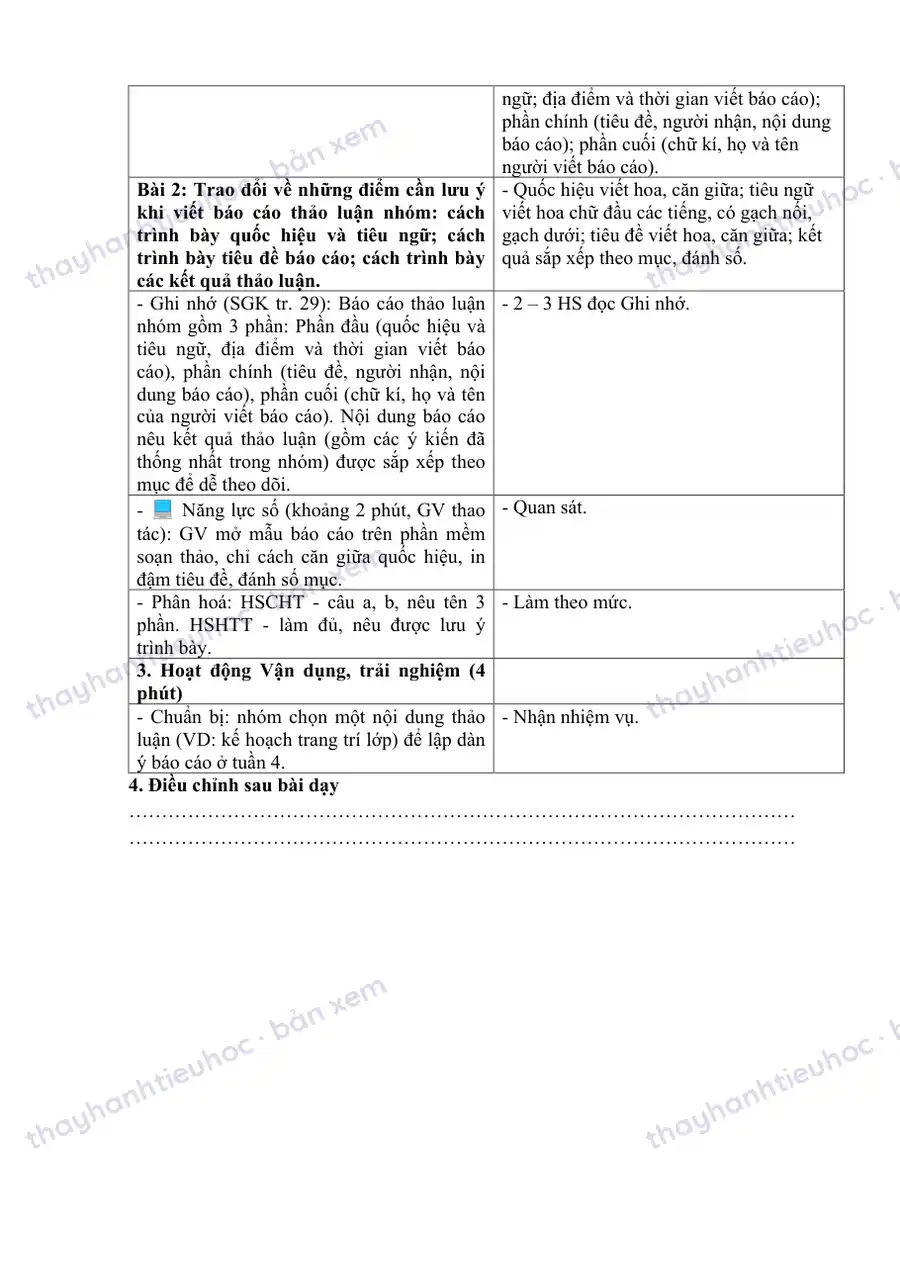 ngữ; địa điểm và thời gian viết báo cáo);
phần chính (tiêu đề, người nhận, nội dung
báo cáo); phần cuối (chữ kí, họ và tên
người viết báo cáo).
Bài 2: Trao đổi về những điểm cần lưu ý
khi viết báo cáo thảo luận nhóm: cách
trình bày quốc hiệu và tiêu ngữ; cách
trình bày tiêu đề báo cáo; cách trình bày
các kết quả thảo luận.
- Quốc hiệu viết hoa, căn giữa; tiêu ngữ
viết hoa chữ đầu các tiếng, có gạch nối,
gạch dưới; tiêu đề viết hoa, căn giữa; kết
quả sắp xếp theo mục, đánh số.
- Ghi nhớ (SGK tr. 29): Báo cáo thảo luận
nhóm gồm 3 phần: Phần đầu (quốc hiệu và
tiêu ngữ, địa điểm và thời gian viết báo
cáo), phần chính (tiêu đề, người nhận, nội
dung báo cáo), phần cuối (chữ kí, họ và tên
của người viết báo cáo). Nội dung báo cáo
nêu kết quả thảo luận (gồm các ý kiến đã
thống nhất trong nhóm) được sắp xếp theo
mục để dễ theo dõi.
- 2 – 3 HS đọc Ghi nhớ.
- Năng lực số (khoảng 2 phút, GV thao
tác): GV mở mẫu báo cáo trên phần mềm
soạn thảo, chỉ cách căn giữa quốc hiệu, in
đậm tiêu đề, đánh số mục.
- Quan sát.
- Phân hoá: HSCHT - câu a, b, nêu tên 3
phần. HSHTT - làm đủ, nêu được lưu ý
trình bày.
- Làm theo mức.
3. Hoạt động Vận dụng, trải nghiệm (4
phút)
- Chuẩn bị: nhóm chọn một nội dung thảo
luận (VD: kế hoạch trang trí lớp) để lập dàn
ý báo cáo ở tuần 4.
- Nhận nhiệm vụ.
4. Điều chỉnh sau bài dạy
……………………………………………………………………………………
……………………………………………………………………………………
thayhanhtieuhoc · bản xem
thayhanhtieuhoc · b
thayhanhtieuhoc · bản xem
thayhanhtieuhoc · b
thayhanhtieuhoc · bản xem
thayhanhtieuhoc · b